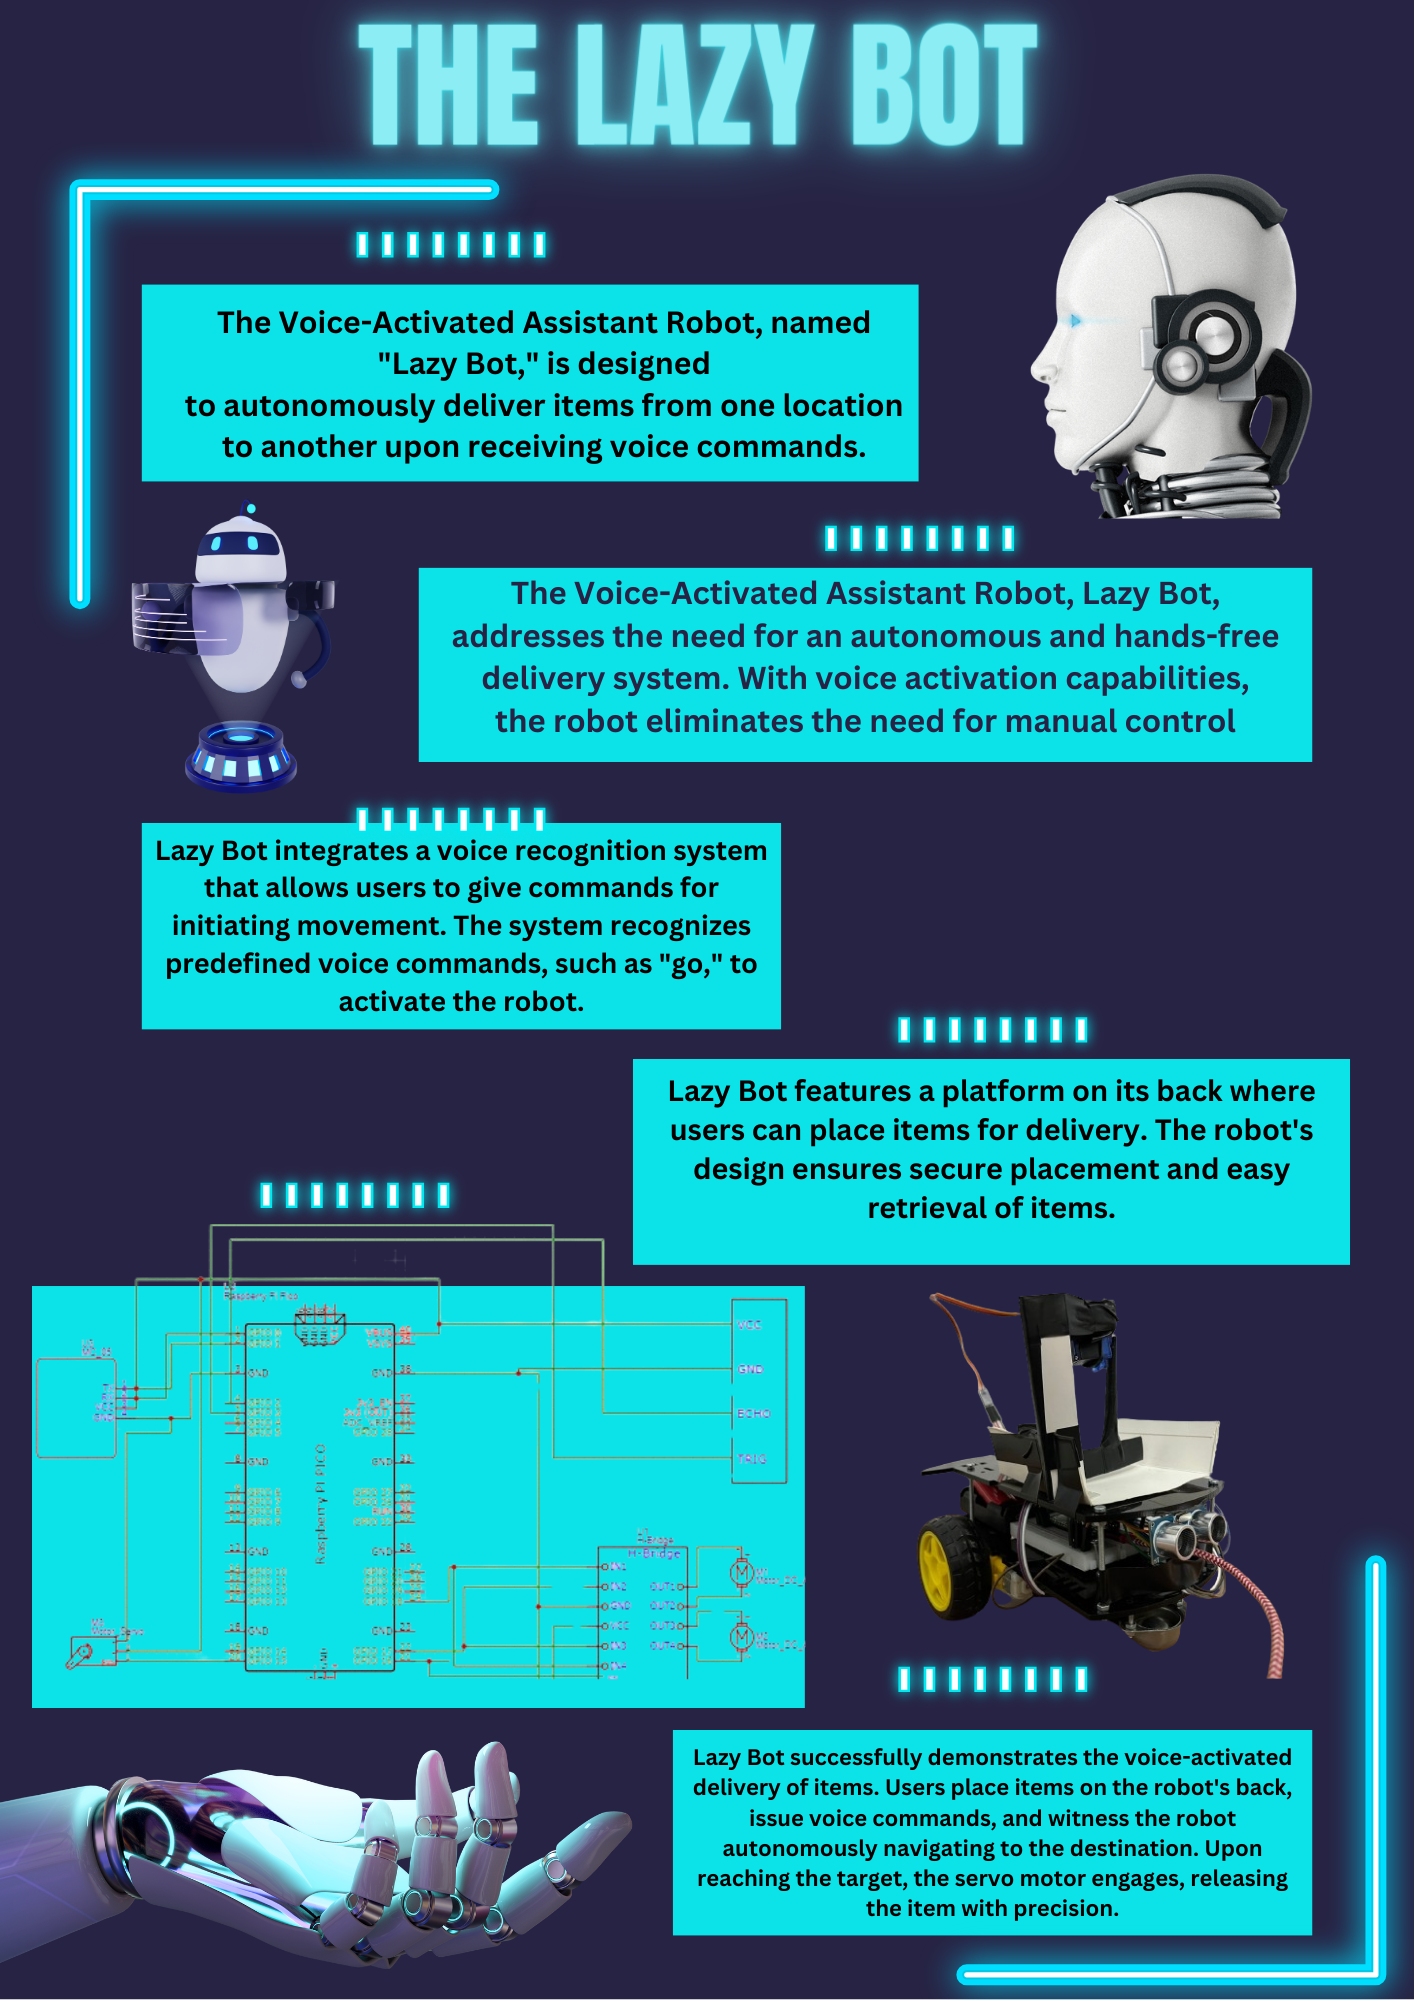 THE LAZY BOT
The Voice-Activated Assistant Robot, named
"Lazy Bot," is designed
to autonomously deliver items from one location
to another upon receiving voice commands.
The Voice-Activated Assistant Robot, Lazy Bot,
addresses the need for an autonomous and hands-free
delivery system. With voice activation capabilities,
the robot eliminates the need for manual control
Lazy Bot integrates a voice recognition system
that allows users to give commands for
initiating movement. The system recognizes
predefined voice commands, such as "go," to
activate the robot.
Lazy Bot features a platform on its back where
users can place items for delivery. The robot's
design ensures secure placement and easy
retrieval of items.
Raspberry Pi Pico
VCC
GND
ECHO
TRIG
GND
GND
GND
GND
GND
GND
Raspberry Pi PICO
H-Bridge
IN1
IN2
GND
VCC
IN3
OUT1
OUT2
OUT3
OUT4
M
M
Lazy Bot successfully demonstrates the voice-activated
delivery of items. Users place items on the robot's back,
issue voice commands, and witness the robot
autonomously navigating to the destination. Upon
reaching the target, the servo motor engages, releasing
the item with precision.